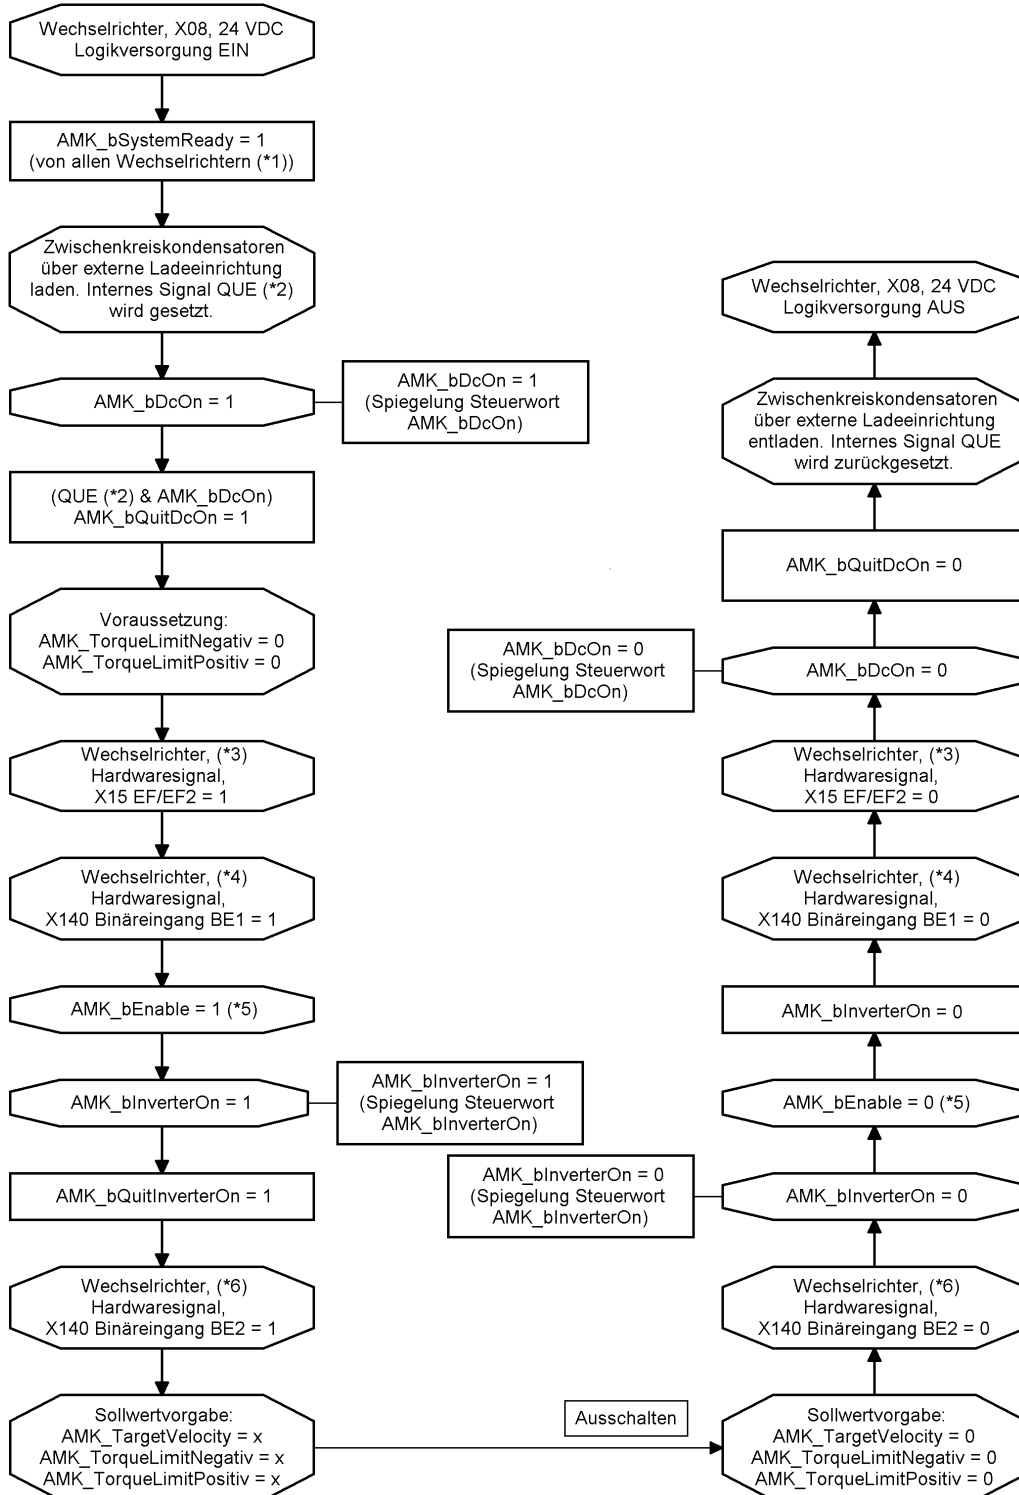 Wechselrichter, X08, 24 VDC
Logikversorgung EIN
AMK_bSystemReady = 1
(von allen Wechselrichtern (*1))
Zwischenkreiskondensatoren
über externe Ladeeinrichtung
laden. Internes Signal QUE (*2)
wird gesetzt.
AMK_bDcOn = 1
AMK_bDcOn = 1
(Spiegelung Steuerwort
AMK_bDcOn)
(QUE (*2) & AMK_bDcOn)
AMK_bQuitDcOn = 1
Voraussetzung:
AMK_TorqueLimitNegativ = 0
AMK_TorqueLimitPositiv = 0
Wechselrichter, (*3)
Hardwaresignal,
X15 EF/EF2 = 1
Wechselrichter, (*4)
Hardwaresignal,
X140 Binäreingang BE1 = 1
AMK_bEnable = 1 (*5)
AMK_bInverterOn = 1
AMK_bInverterOn = 1
(Spiegelung Steuerwort
AMK_bInverterOn)
AMK_bQuitInverterOn = 1
Wechselrichter, (*6)
Hardwaresignal,
X140 Binäreingang BE2 = 1
Sollwertvorgabe:
AMK_TargetVelocity = x
AMK_TorqueLimitNegativ = x
AMK_TorqueLimitPositiv = x
Ausschalten
Sollwertvorgabe:
AMK_TargetVelocity = 0
AMK_TorqueLimitNegativ = 0
AMK_TorqueLimitPositiv = 0
Wechselrichter, (*6)
Hardwaresignal,
X140 Binäreingang BE2 = 0
AMK_bInverterOn = 0
AMK_bInverterOn = 0
(Spiegelung Steuerwort
AMK_bInverterOn)
AMK_bEnable = 0 (*5)
AMK_bInverterOn = 0
Wechselrichter, (*4)
Hardwaresignal,
X140 Binäreingang BE1 = 0
Wechselrichter, (*3)
Hardwaresignal,
X15 EF/EF2 = 0
AMK_bDcOn = 0
AMK_bDcOn = 0
(Spiegelung Steuerwort
AMK_bDcOn)
AMK_bQuitDcOn = 0
Zwischenkreiskondensatoren
über externe Ladeeinrichtung
entladen. Internes Signal QUE
wird zurückgesetzt.
Wechselrichter, X08, 24 VDC
Logikversorgung AUS